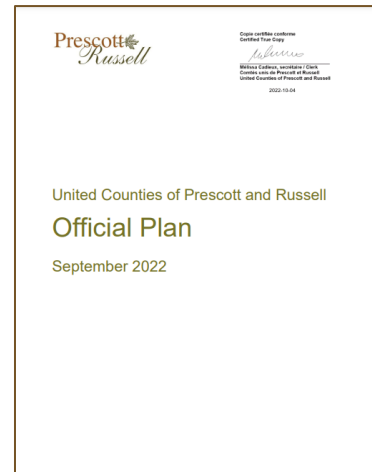 Prescott
Russell
Copie certifiée conforme
Certified True Copy
Mélissa Cadieux, secrétaire / Clerk
Comtés unis de Prescott et Russell
United Counties of Prescott and Russell
2022-10-04
United Counties of Prescott and Russell
Official Plan
September 2022